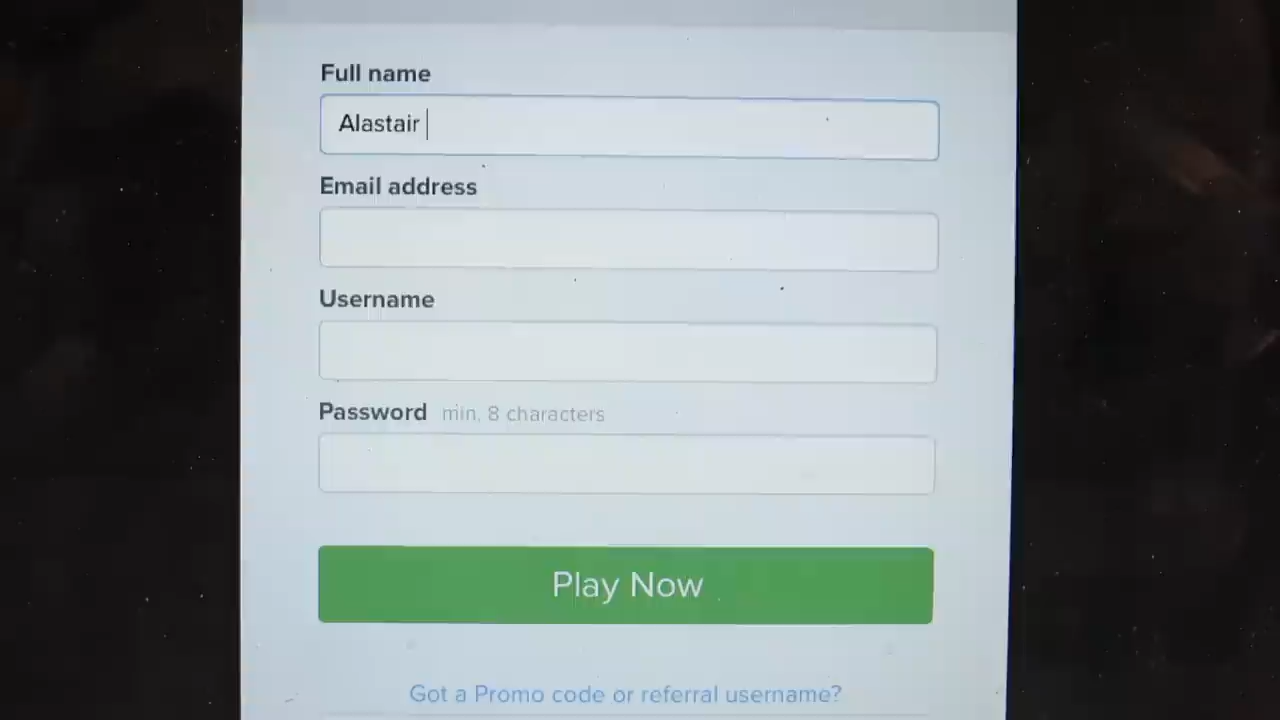 Full name
Alastair
Email address
Username
Password min. 8 characters
Play Now
Got a Promo code or referral username?